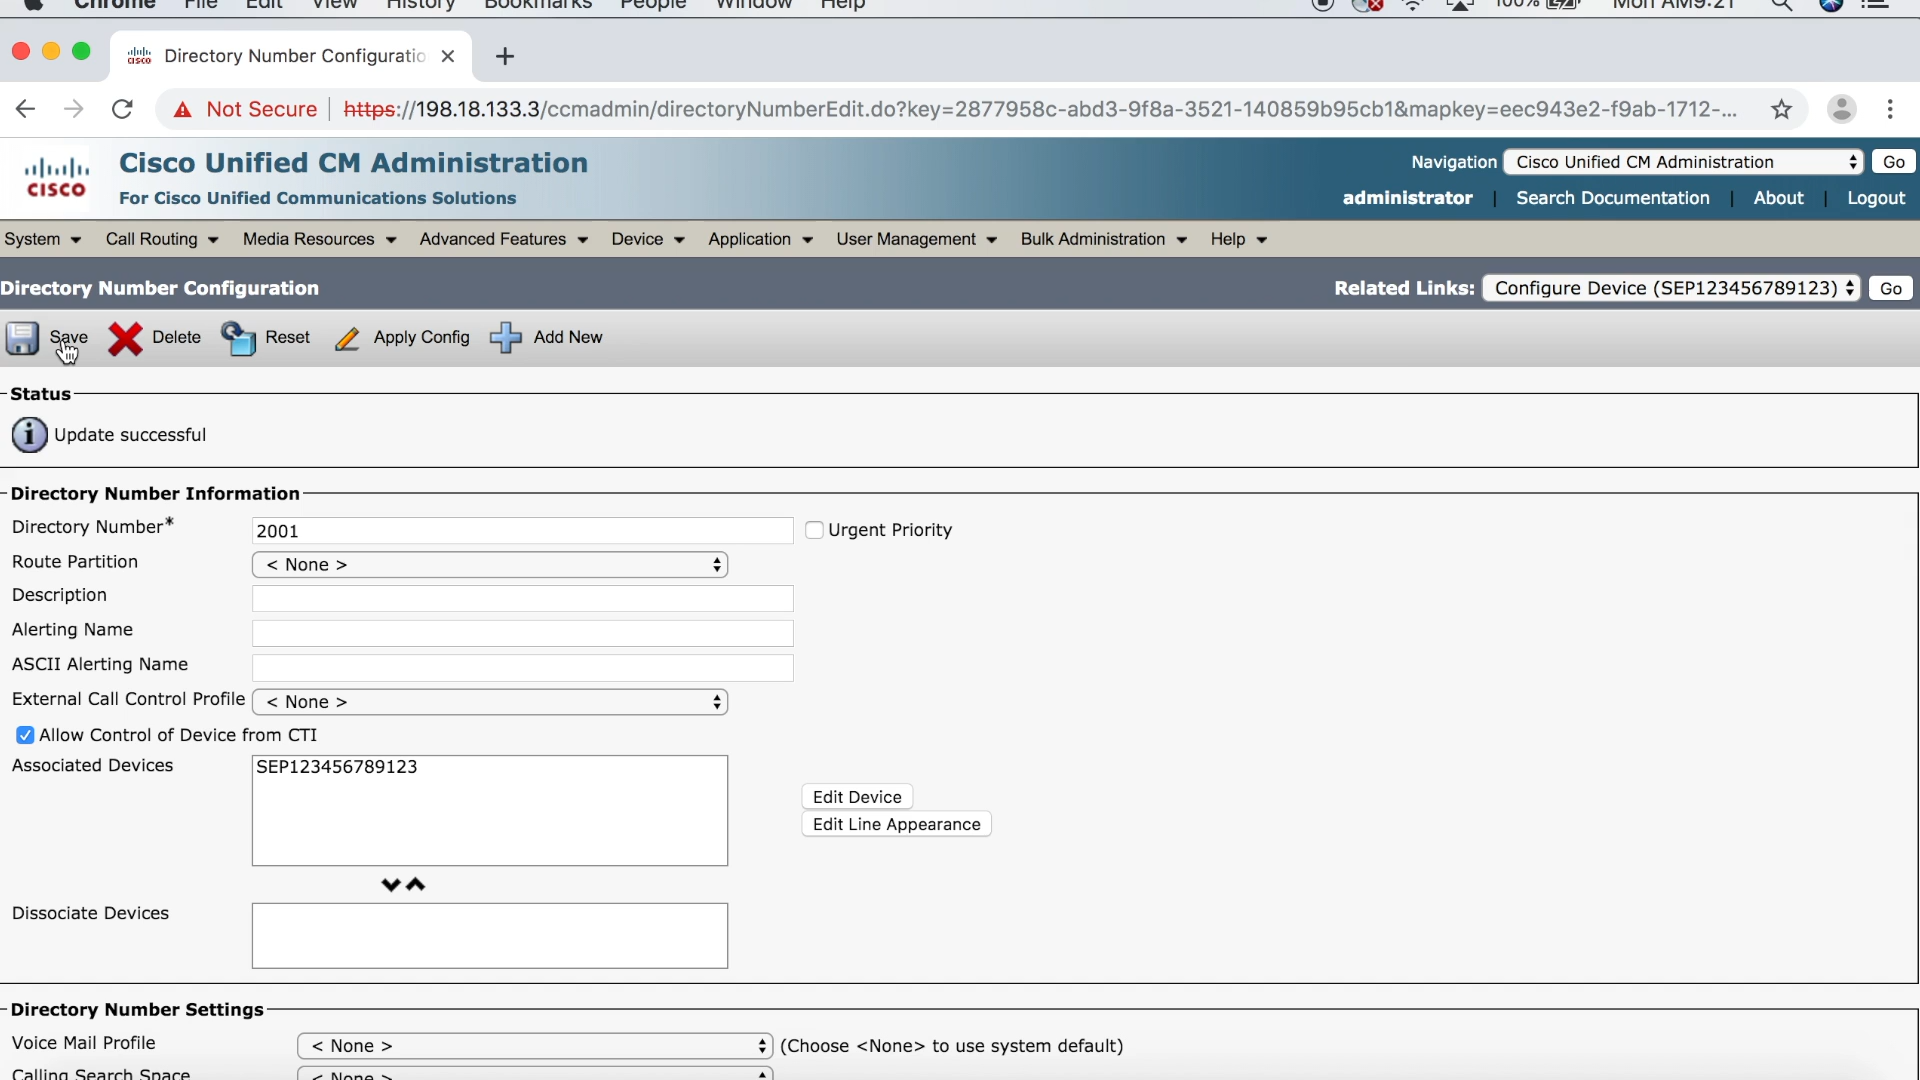 Chrome File Edit View History Bookmarks People Window Help 100% Mon AM9:21
Directory Number Configuratio
Not Secure https://198.18.133.3/ccmadmin/directoryNumberEdit.do?key=2877958c-abd3-9f8a-3521-140859b95cb1&mapkey=eec943e2-f9ab-1712-...
CISCO
Cisco Unified CM Administration
For Cisco Unified Communications Solutions
Navigation Cisco Unified CM Administration Go
administrator | Search Documentation | About | Logout
System Call Routing Media Resources Advanced Features Device Application User Management Bulk Administration Help
Directory Number Configuration
Related Links: Configure Device (SEP123456789123) Go
Save Delete Reset Apply Config Add New
Status
Update successful
Directory Number Information
Directory Number* 2001 Urgent Priority
Route Partition < None >
Description
Alerting Name
ASCII Alerting Name
External Call Control Profile < None >
Allow Control of Device from CTI
Associated Devices SEP123456789123
Edit Device
Edit Line Appearance
Dissociate Devices
Directory Number Settings
Voice Mail Profile < None > (Choose <None> to use system default)
Calling Search Space < None >